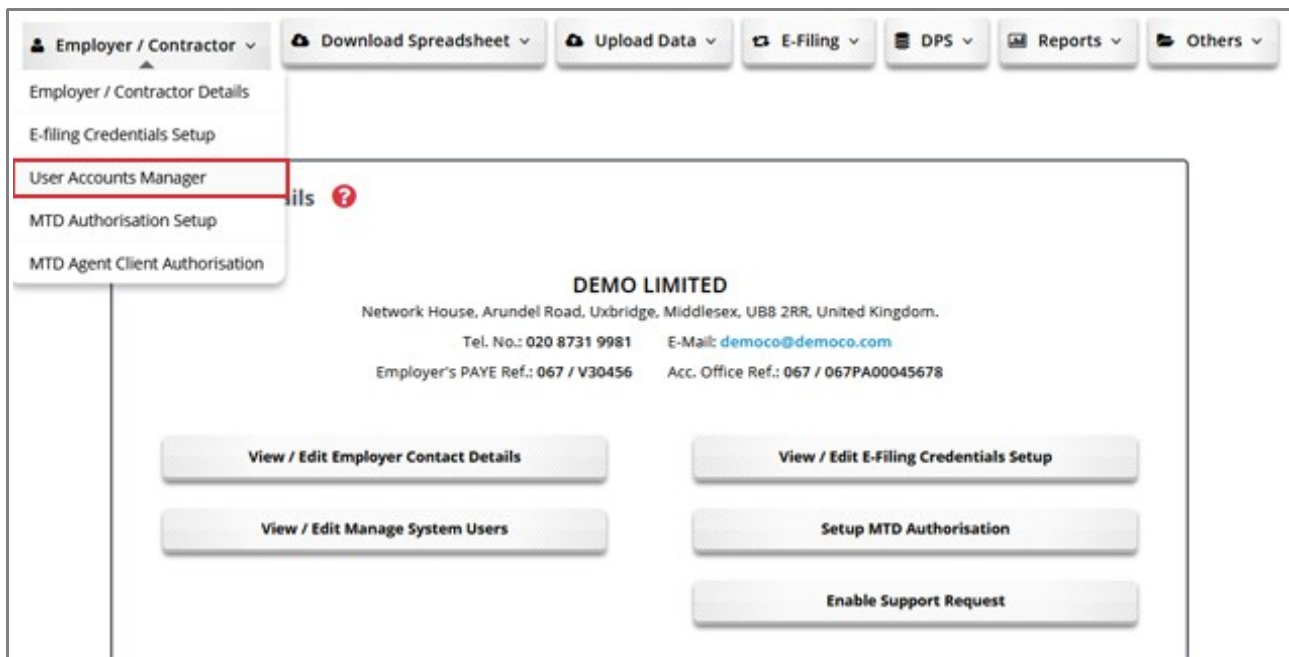 Employer / Contractor Download Spreadsheet Upload Data E-Filing DPS Reports Others
Employer / Contractor Details
E-filing Credentials Setup
User Accounts Manager
MTD Authorisation Setup
MTD Agent Client Authorisation
ils ?
DEMO LIMITED
Network House, Arundel Road, Uxbridge, Middlesex, UB8 2RR, United Kingdom.
Tel. No.: 020 8731 9981 E-Mail: democo@democo.com
Employer's PAYE Ref.: 067 / V30456 Acc. Office Ref.: 067 / 067PA00045678
View / Edit Employer Contact Details View / Edit E-Filing Credentials Setup
View / Edit Manage System Users Setup MTD Authorisation
Enable Support Request